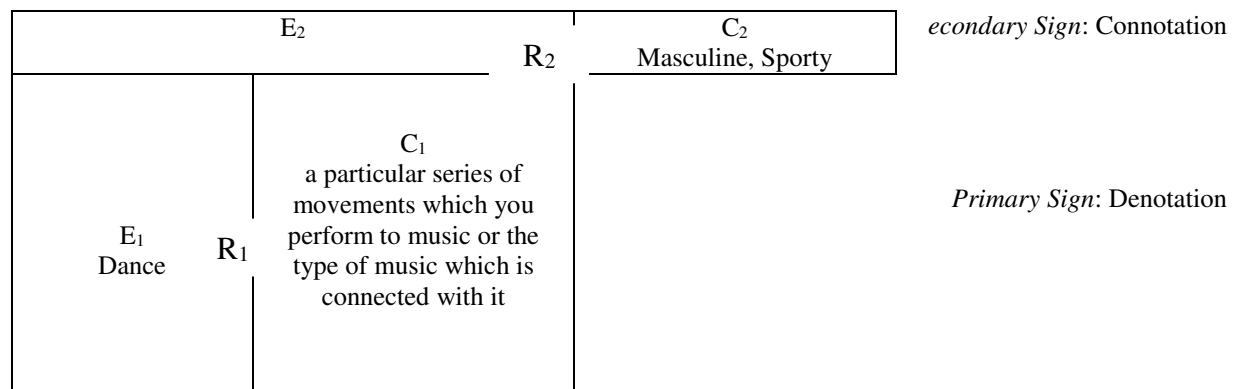 E₂
R₂
C₂
Masculine, Sporty
econdary Sign: Connotation
E₁
Dance
R₁
C₁
a particular series of
movements which you
perform to music or the
type of music which is
connected with it
Primary Sign: Denotation